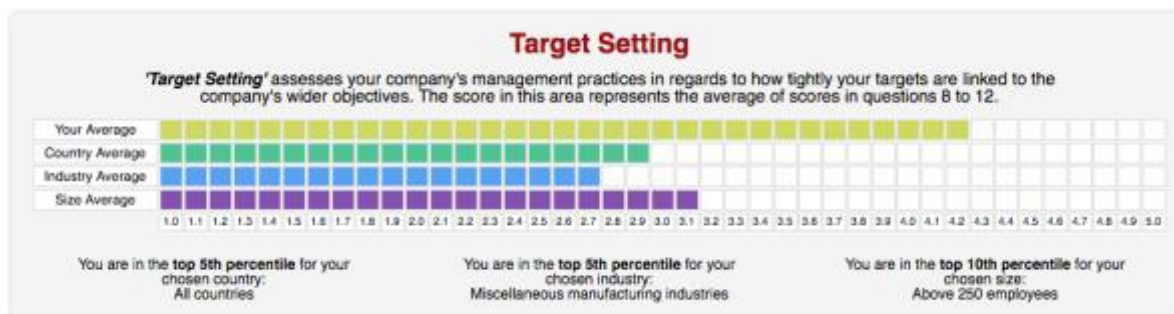 Target Setting
'Target Setting' assesses your company's management practices in regards to how tightly your targets are linked to the
company's wider objectives. The score in this area represents the average of scores in questions 8 to 12.
Your Average
Country Average
Industry Average
Size Average
1.0 1.1 1.2 1.3 1.4 1.5 1.6 1.7 1.8 1.9 2.0 2.1 2.2 2.3 2.4 2.5 2.6 2.7 2.8 2.9 3.0 3.1 3.2 3.3 3.4 3.5 3.6 3.7 3.8 3.9 4.0 4.1 4.2 4.3 4.4 4.5 4.6 4.7 4.8 4.9 5.0
You are in the top 5th percentile for your
chosen country:
All countries
You are in the top 5th percentile for your
chosen industry:
Miscellaneous manufacturing industries
You are in the top 10th percentile for your
chosen size:
Above 250 employees